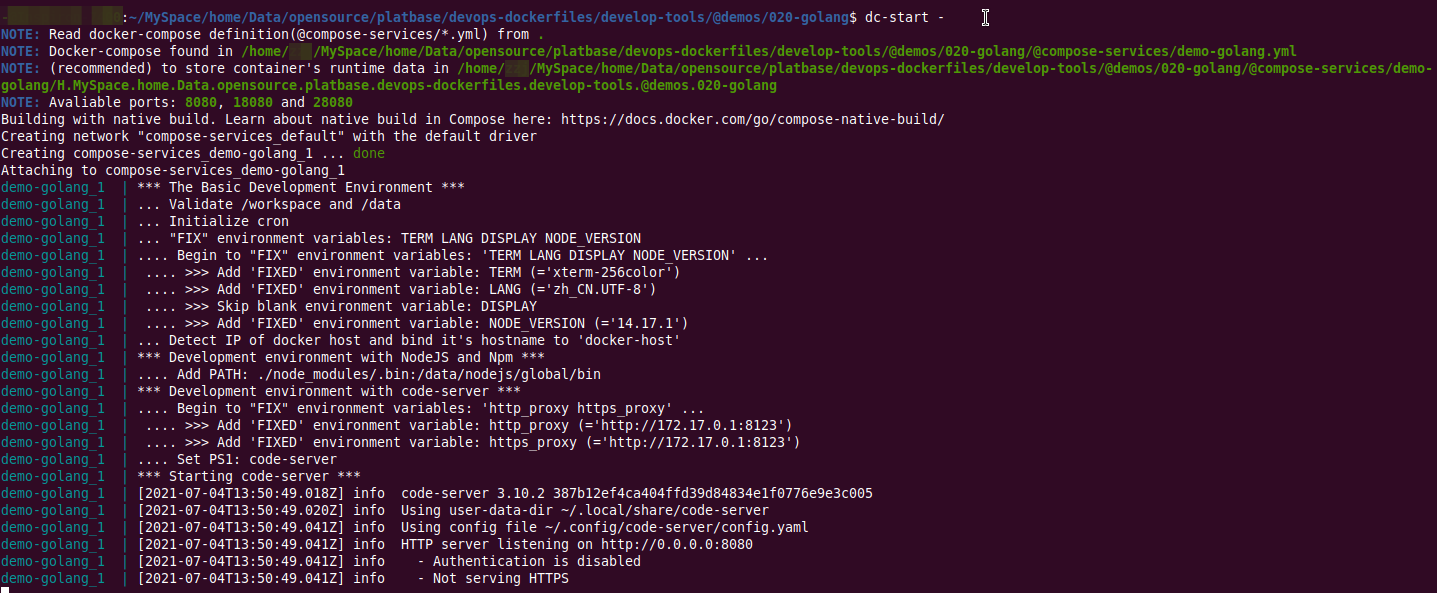 :~/MySpace/home/Data/opensource/platbase/devops-dockerfiles/develop-tools/@demos/020-golang$ dc-start -
NOTE: Read docker-compose definition(@compose-services/*.yml) from .
NOTE: Docker-compose found in /home/ /MySpace/home/Data/opensource/platbase/devops-dockerfiles/develop-tools/@demos/020-golang/@compose-services/demo-golang.yml
NOTE: (recommended) to store container's runtime data in /home/ /MySpace/home/Data/opensource/platbase/devops-dockerfiles/develop-tools/@demos/020-golang/@compose-services/demo-
golang/H.MySpace.home.Data.opensource.platbase.devops-dockerfiles.develop-tools.@demos.020-golang
NOTE: Avaliable ports: 8080, 18080 and 28080
Building with native build. Learn about native build in Compose here: https://docs.docker.com/go/compose-native-build/
Creating network "compose-services_default" with the default driver
Creating compose-services_demo-golang_1 ... done
Attaching to compose-services_demo-golang_1
demo-golang_1  | *** The Basic Development Environment ***
demo-golang_1  | ... Validate /workspace and /data
demo-golang_1  | ... Initialize cron
demo-golang_1  | ... "FIX" environment variables: TERM LANG DISPLAY NODE_VERSION
demo-golang_1  | .... Begin to "FIX" environment variables: 'TERM LANG DISPLAY NODE_VERSION' ...
demo-golang_1  |  .... >>> Add 'FIXED' environment variable: TERM (='xterm-256color')
demo-golang_1  |  .... >>> Add 'FIXED' environment variable: LANG (='zh_CN.UTF-8')
demo-golang_1  |  .... >>> Skip blank environment variable: DISPLAY
demo-golang_1  |  .... >>> Add 'FIXED' environment variable: NODE_VERSION (='14.17.1')
demo-golang_1  | ... Detect IP of docker host and bind it's hostname to 'docker-host'
demo-golang_1  | *** Development environment with NodeJS and Npm ***
demo-golang_1  | .... Add PATH: ./node_modules/.bin:/data/nodejs/global/bin
demo-golang_1  | *** Development environment with code-server ***
demo-golang_1  | .... Begin to "FIX" environment variables: 'http_proxy https_proxy' ...
demo-golang_1  |  .... >>> Add 'FIXED' environment variable: http_proxy (='http://172.17.0.1:8123')
demo-golang_1  |  .... >>> Add 'FIXED' environment variable: https_proxy (='http://172.17.0.1:8123')
demo-golang_1  | .... Set PS1: code-server
demo-golang_1  | *** Starting code-server ***
demo-golang_1  | [2021-07-04T13:50:49.018Z] info  code-server 3.10.2 387b12ef4ca404ffd39d84834e1f0776e9e3c005
demo-golang_1  | [2021-07-04T13:50:49.020Z] info  Using user-data-dir ~/.local/share/code-server
demo-golang_1  | [2021-07-04T13:50:49.041Z] info  Using config file ~/.config/code-server/config.yaml
demo-golang_1  | [2021-07-04T13:50:49.041Z] info  HTTP server listening on http://0.0.0.0:8080
demo-golang_1  | [2021-07-04T13:50:49.041Z] info    - Authentication is disabled
demo-golang_1  | [2021-07-04T13:50:49.041Z] info    - Not serving HTTPS